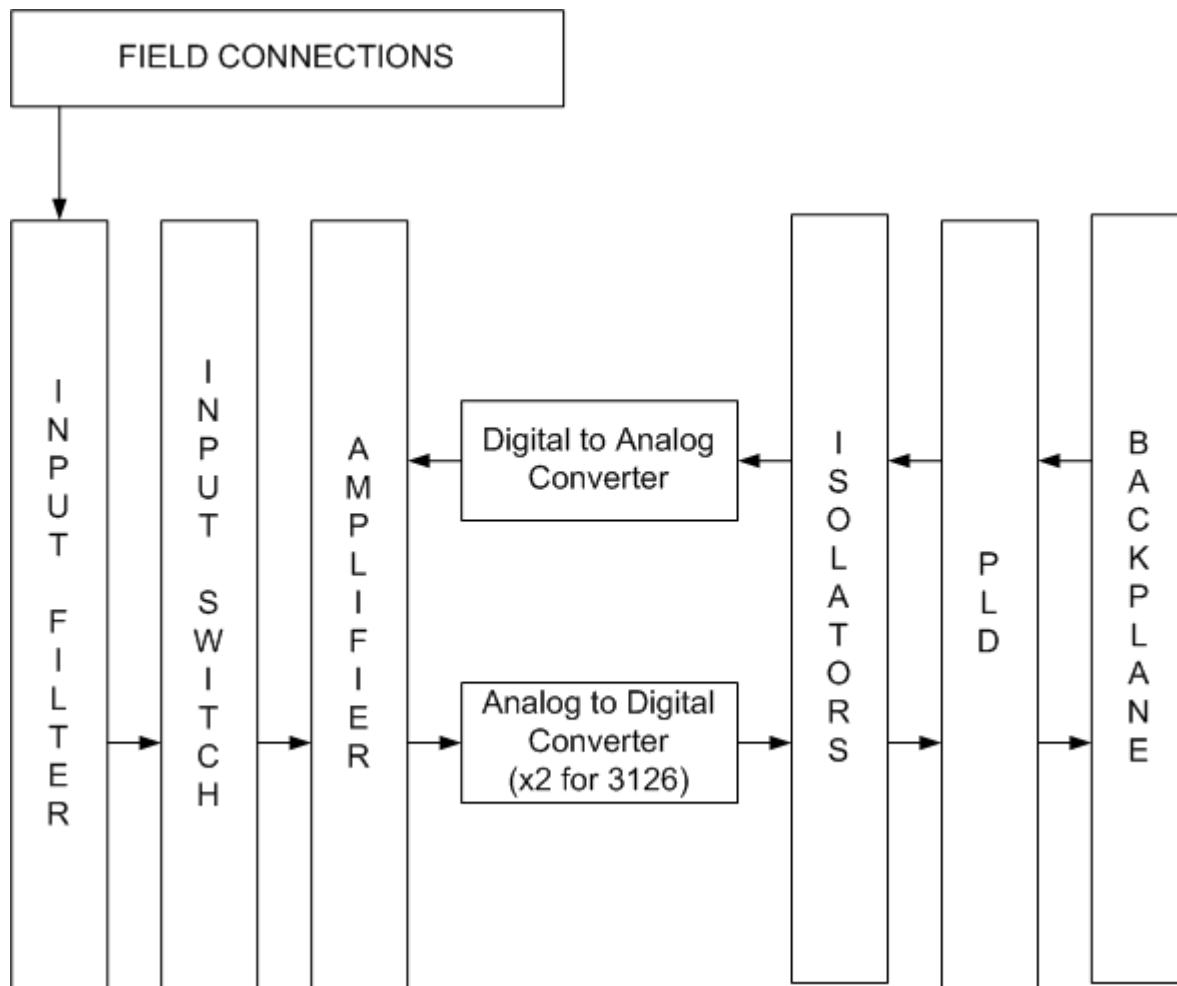 FIELD CONNECTIONS
INPUT FILTER
INPUT SWITCH
AMPLIFIER
Digital to Analog
Converter
Analog to Digital
Converter
(x2 for 3126)
ISOLATORS
PLD
BACKPLANE